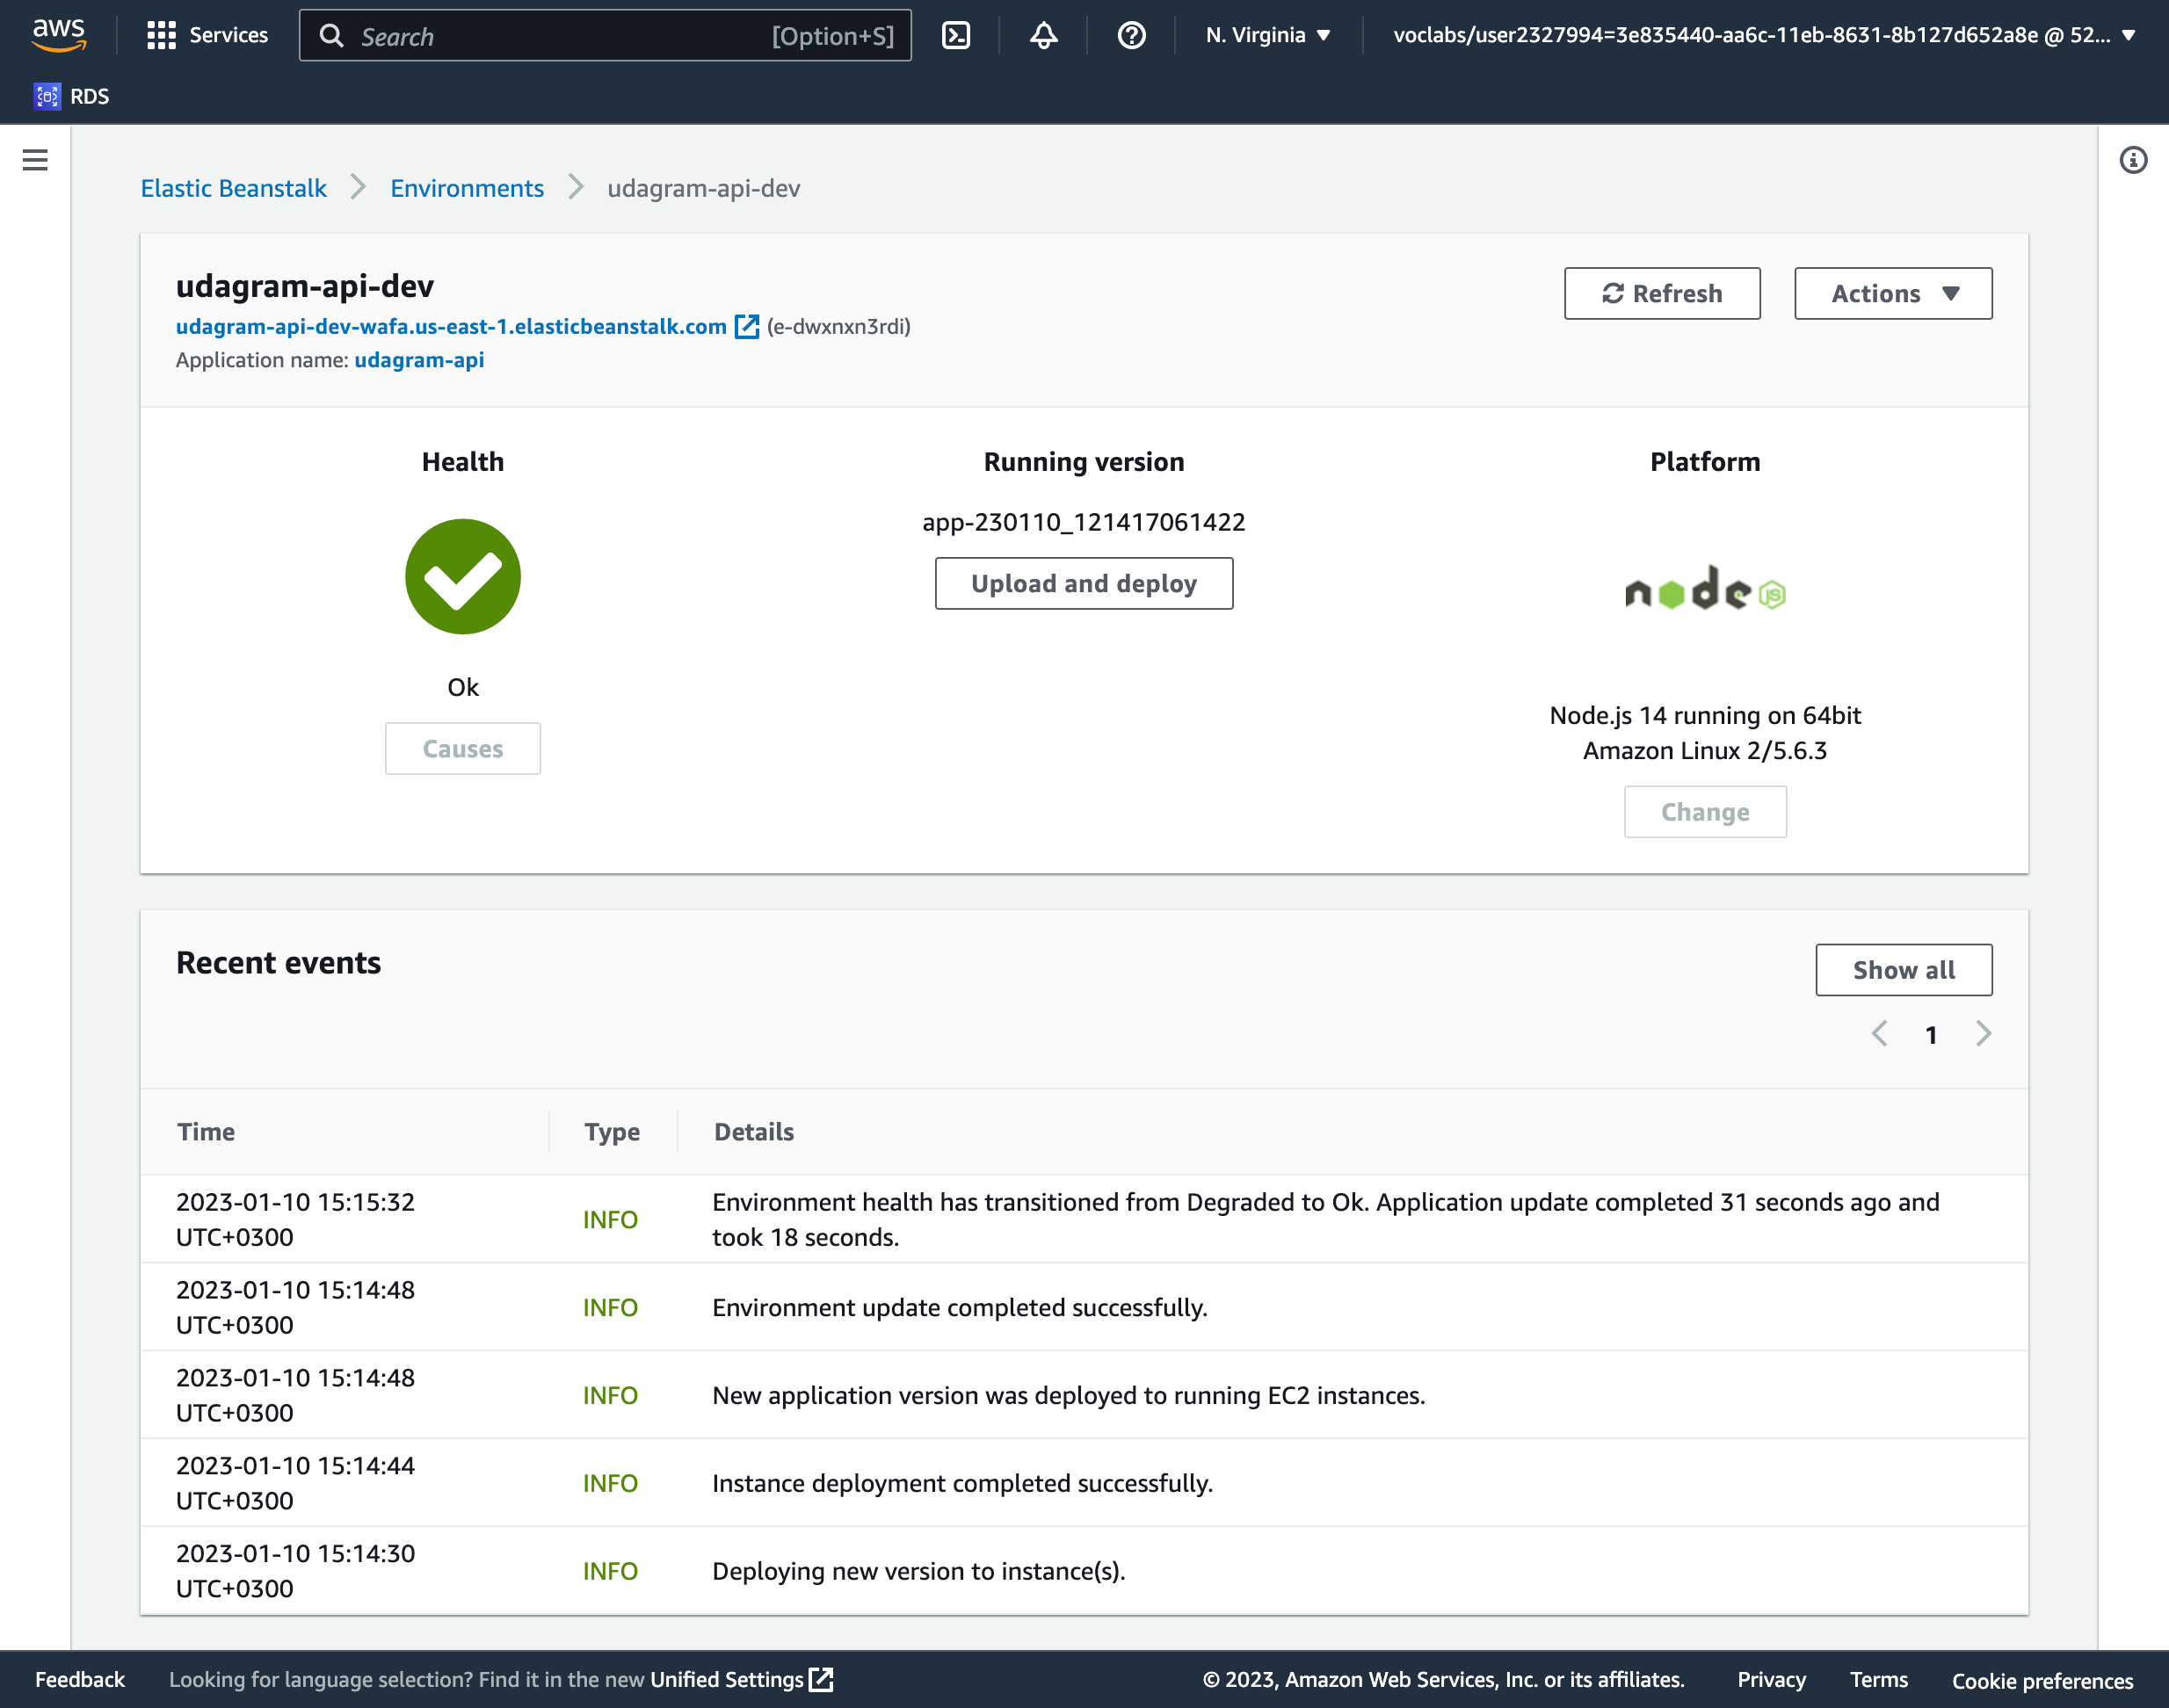 aws
Services
Search
[Option+S]
N. Virginia
voclabs/user2327994=3e835440-aa6c-11eb-8631-8b127d652a8e @ 52...
RDS
Elastic Beanstalk
Environments
udagram-api-dev
udagram-api-dev
udagram-api-dev-wafa.us-east-1.elasticbeanstalk.com (e-dwxnxn3rdi)
Application name: udagram-api
Refresh
Actions
Health
Ok
Causes
Running version
app-230110_121417061422
Upload and deploy
Platform
node
JS
Node.js 14 running on 64bit
Amazon Linux 2/5.6.3
Change
Recent events
Show all
1
Time
Type
Details
2023-01-10 15:15:32
UTC+0300
INFO
Environment health has transitioned from Degraded to Ok. Application update completed 31 seconds ago and
took 18 seconds.
2023-01-10 15:14:48
UTC+0300
INFO
Environment update completed successfully.
2023-01-10 15:14:48
UTC+0300
INFO
New application version was deployed to running EC2 instances.
2023-01-10 15:14:44
UTC+0300
INFO
Instance deployment completed successfully.
2023-01-10 15:14:30
UTC+0300
INFO
Deploying new version to instance(s).
Feedback
Looking for language selection? Find it in the new Unified Settings
© 2023, Amazon Web Services, Inc. or its affiliates.
Privacy
Terms
Cookie preferences